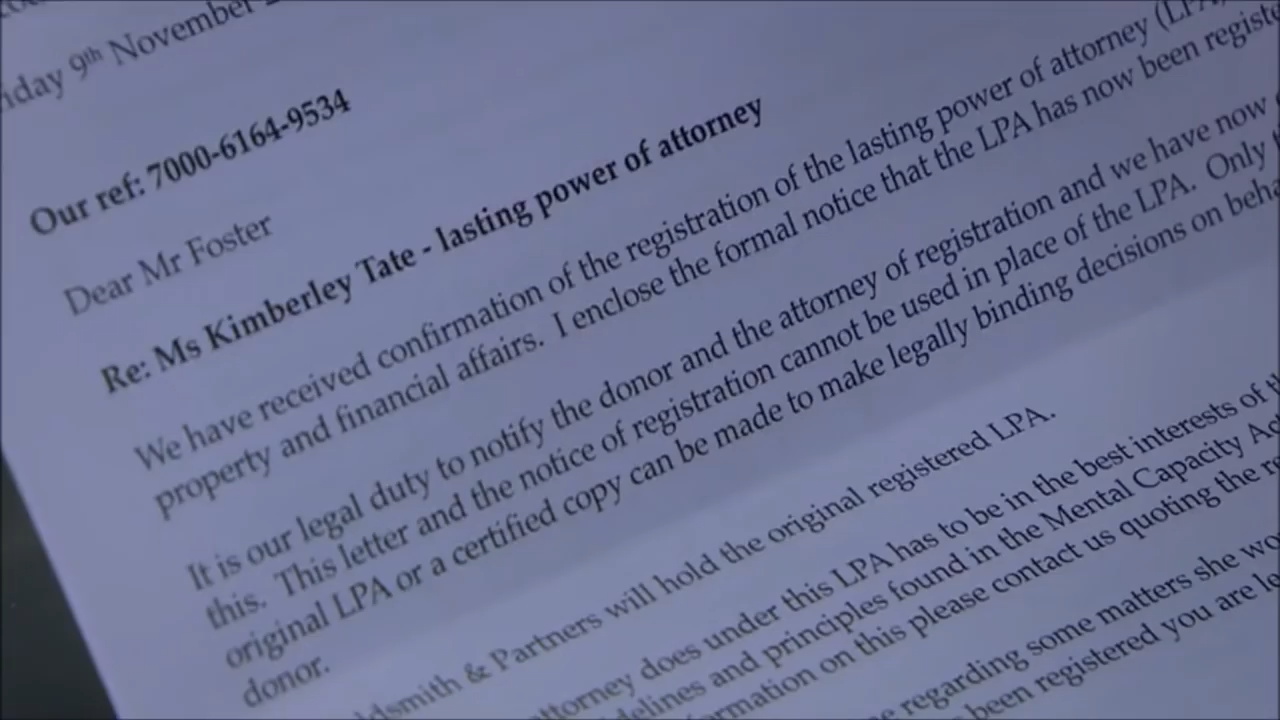 9th November
Our ref: 7000-6164-9534
Dear Mr Foster
Re: Ms Kimberley Tate - lasting power of attorney
We have received confirmation of the registration of the lasting power of attorney (LPA)
property and financial affairs. I enclose the formal notice that the LPA has now been
It is our legal duty to notify the donor and the attorney of registration and we have now
this. This letter and the notice of registration cannot be used in place of the LPA. Only
original LPA or a certified copy can be made to make legally binding decisions on
donor.
& Partners will hold the original registered LPA.
attorney does under this LPA has to be in the best interests of
and principles found in the Mental Capacity
on this please contact us quoting the
regarding some matters she
been registered you are